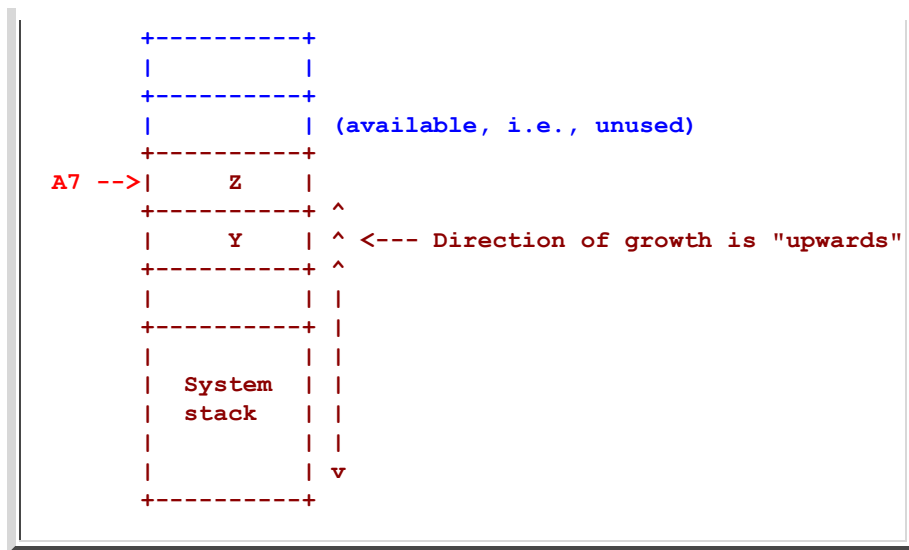 +----------+
|          |
+----------+
|          | (available, i.e., unused)
+----------+
A7 -->|     Z    |
+----------+ ^
|     Y    | ^ <--- Direction of growth is "upwards"
+----------+ ^
|          | |
+----------+ |
|          | |
|  System  | |
|  stack   | |
|          | |
|          | v
+----------+